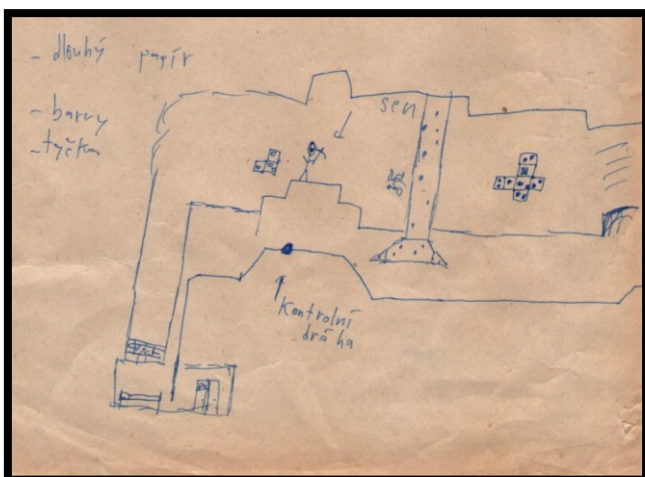 - dlouhý papír
- barvy
- tyčka
sen
Kontrolní
dráha